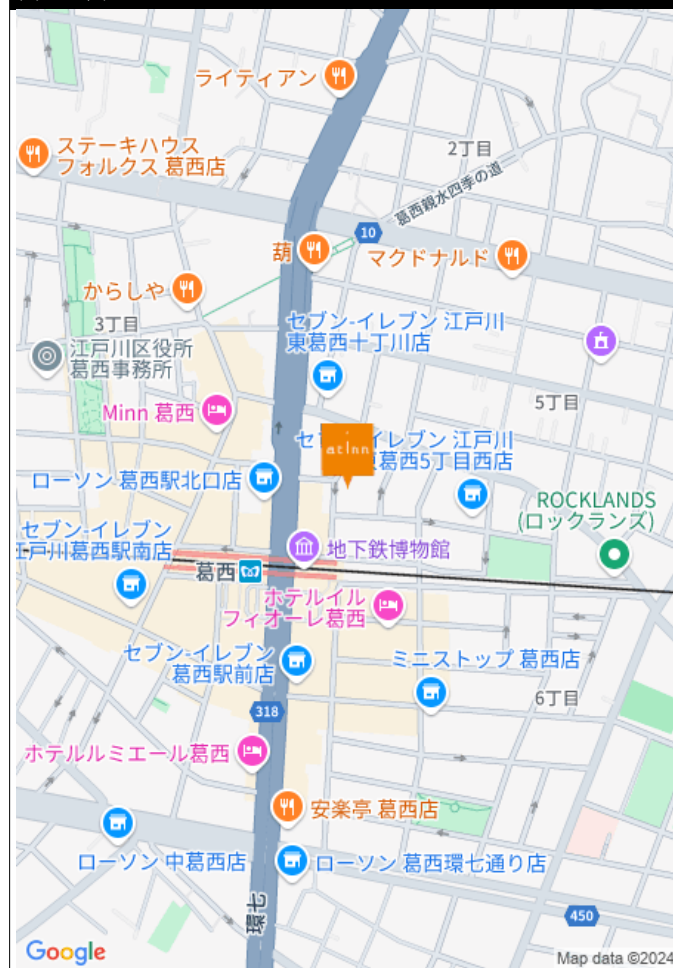 ライティアン
ステーキハウス
フォルクス 葛西店
2丁目
葛西親水四季の道
10
葫
マクドナルド
からしや
3丁目
セブン-イレブン 江戸川
東葛西十丁川店
江戸川区役所
葛西事務所
5丁目
Minn 葛西
セブ
イレブン 江戸川
atinn
葛西5丁目西店
ローソン 葛西駅北口店
ROCKLANDS
(ロックランズ)
セブン-イレブン
江戸川葛西駅南店
地下鉄博物館
葛西
ホテルイル
フィオーレ葛西
セブン-イレブン
葛西駅前店
ミニストップ 葛西店
6丁目
318
ホテルルミエール葛西
安楽亭 葛西店
ローソン 中葛西店
ローソン 葛西環七通り店
環七
450
Google
Map data ©2024